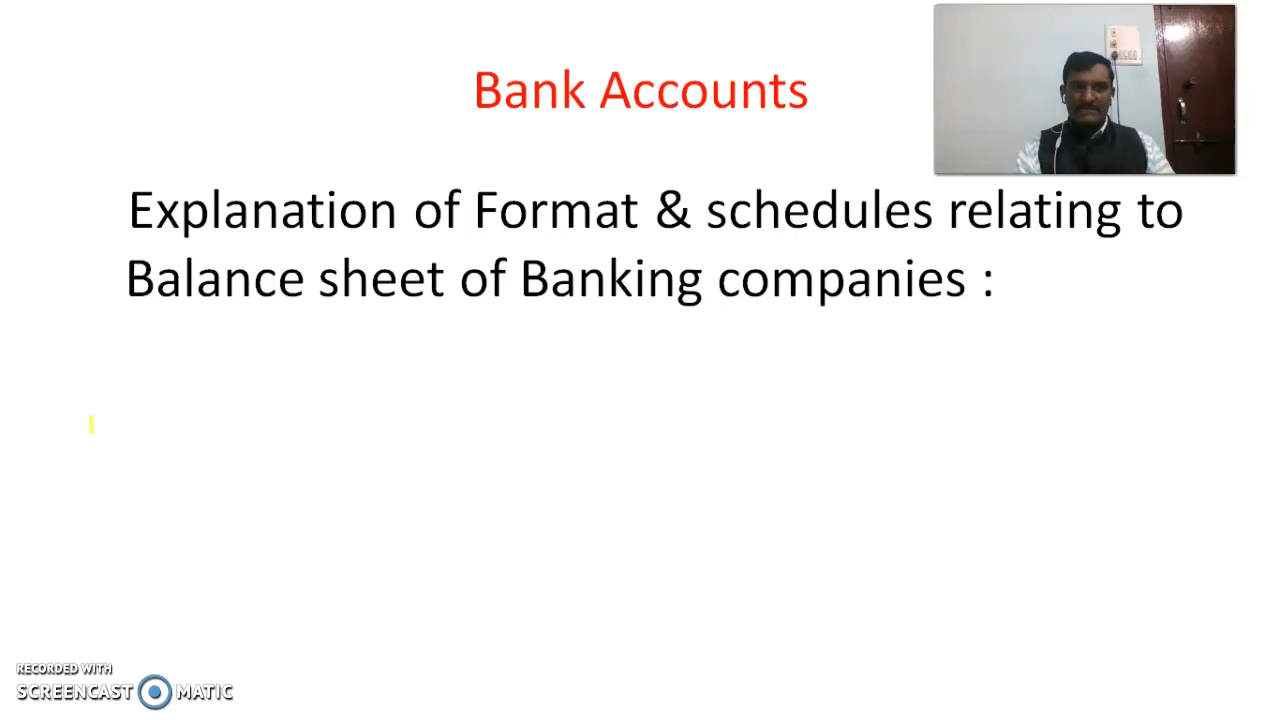 Bank Accounts
Explanation of Format & schedules relating to
Balance sheet of Banking companies :
RECORDED WITH
SCREENCAST MATIC